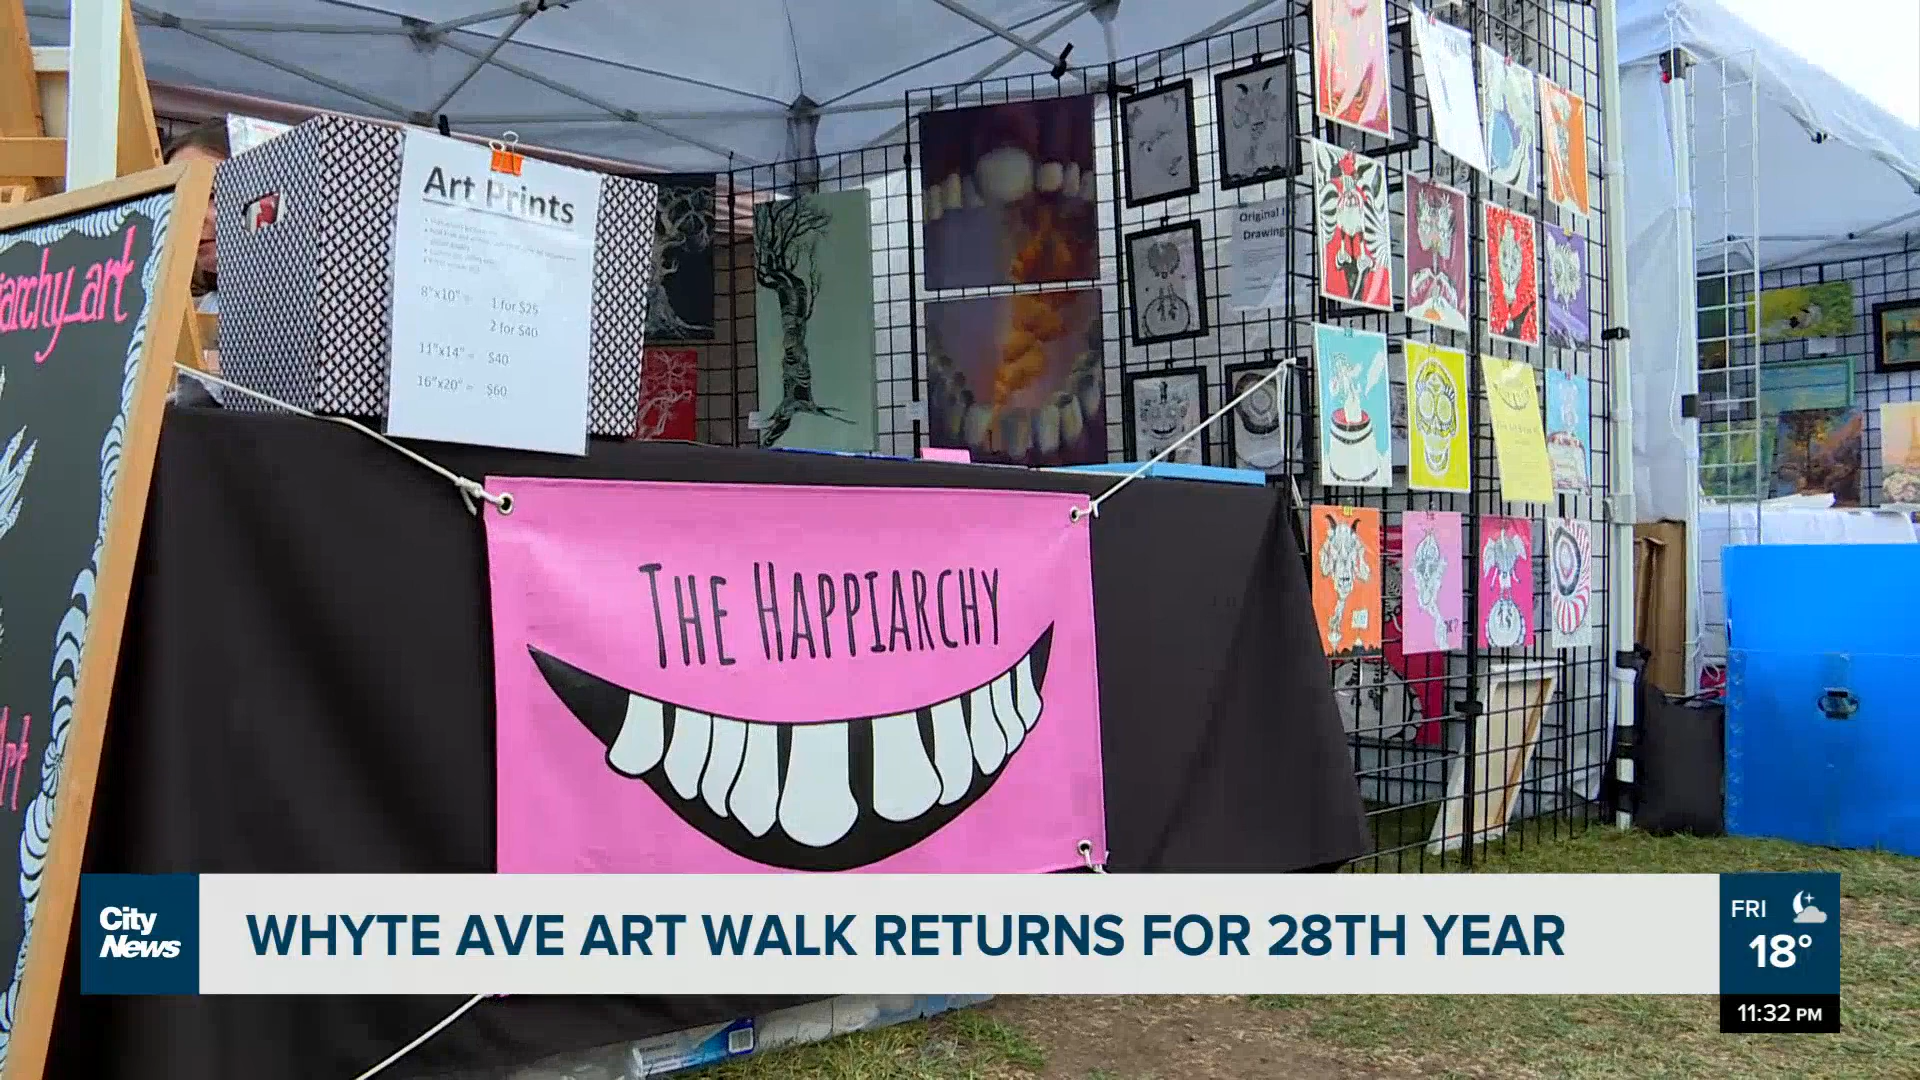 Art Prints
8"x10" = 1 for $25
2 for $40
11"x14" = $40
16"x20" = $60
iarchy_art
Art
Original
Drawing
THE HAPPIARCHY
City
News
WHYTE AVE ART WALK RETURNS FOR 28TH YEAR
FRI
18°
11:32 PM